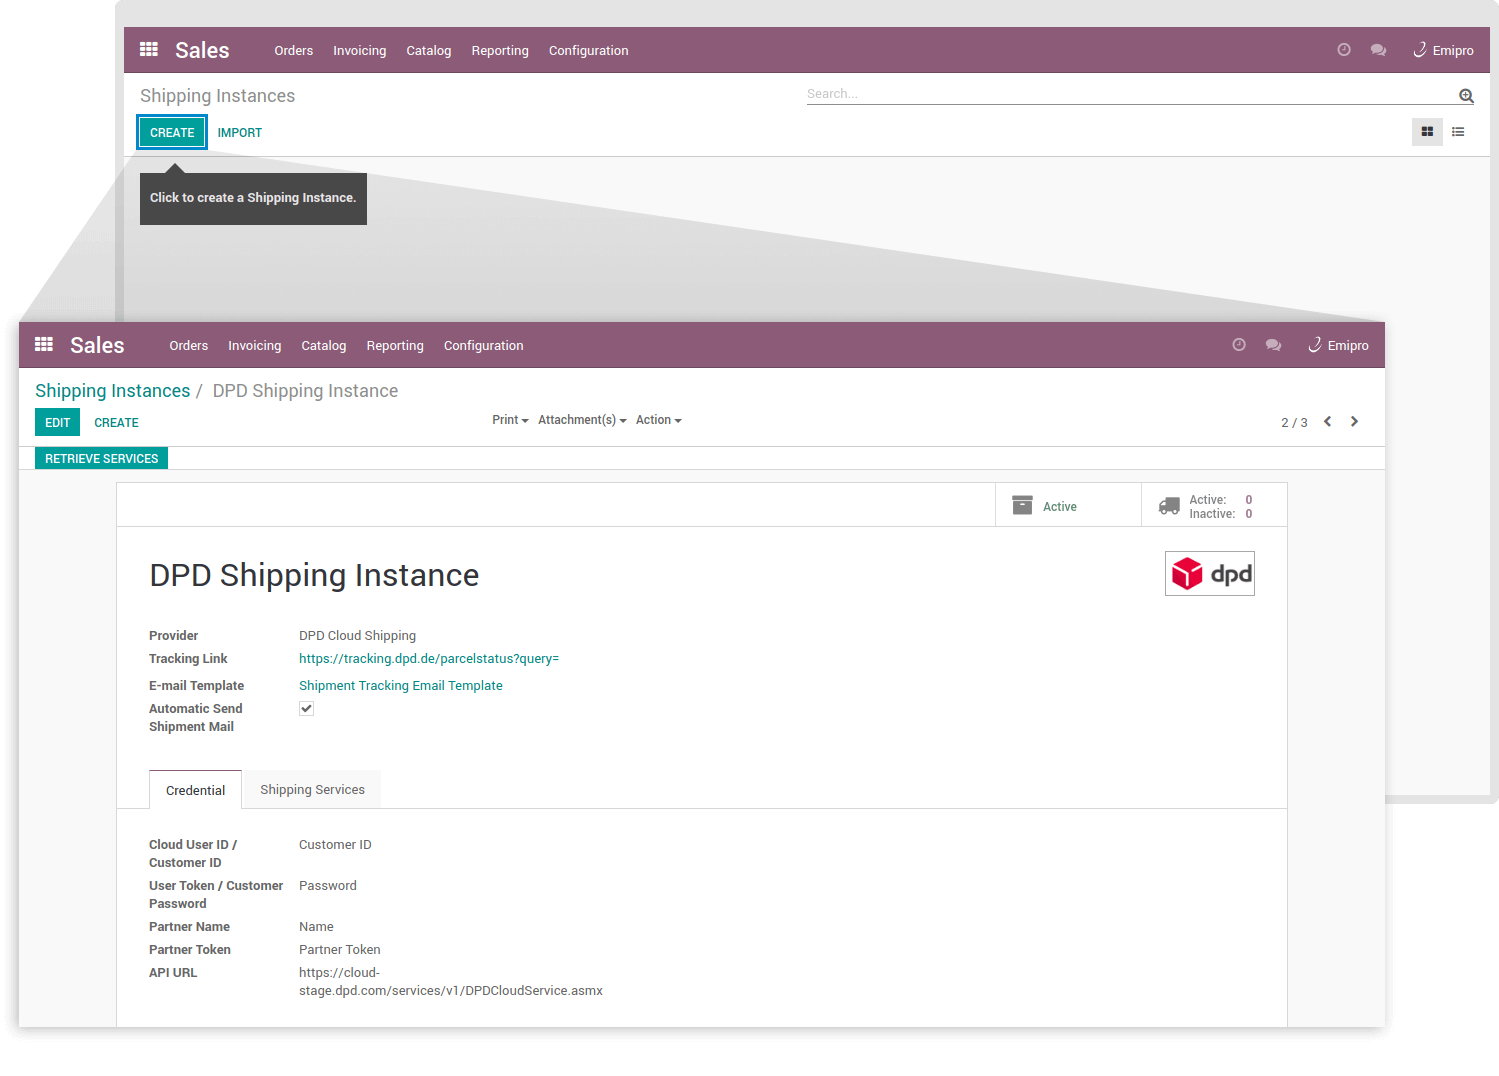 Sales Orders Invoicing Catalog Reporting Configuration Emipro
Shipping Instances Search...
CREATE IMPORT
Click to create a Shipping Instance.
Sales Orders Invoicing Catalog Reporting Configuration Emipro
Shipping Instances / DPD Shipping Instance
EDIT CREATE Print Attachment(s) Action 2 / 3
RETRIEVE SERVICES
Active Active: 0
Inactive: 0
DPD Shipping Instance dpd
Provider DPD Cloud Shipping
Tracking Link https://tracking.dpd.de/parcelstatus?query=
E-mail Template Shipment Tracking Email Template
Automatic Send
Shipment Mail
Credential Shipping Services
Cloud User ID / Customer ID
Customer ID
User Token / Customer Password
Password
Partner Name Name
Partner Token Partner Token
API URL https://cloud-
stage.dpd.com/services/v1/DPDCloudService.asmx